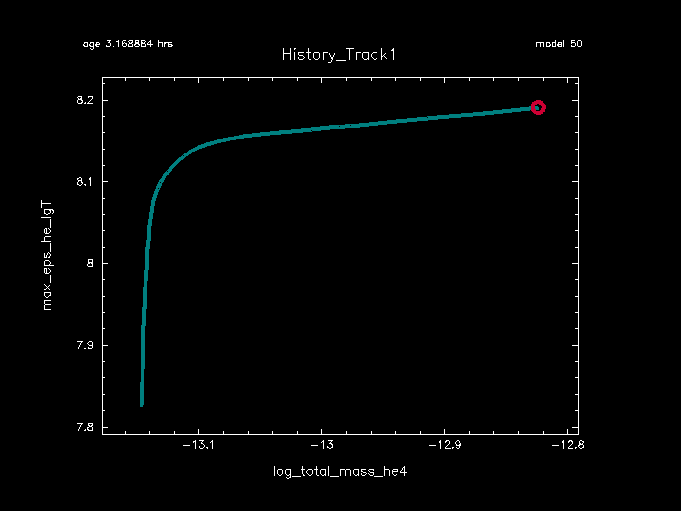 age 3.168884 hrs
model 50
History_Track1
8.2
8.1
8
7.9
7.8
max_eps_he_lgT
-13.1
-13
-12.9
-12.8
log_total_mass_he4